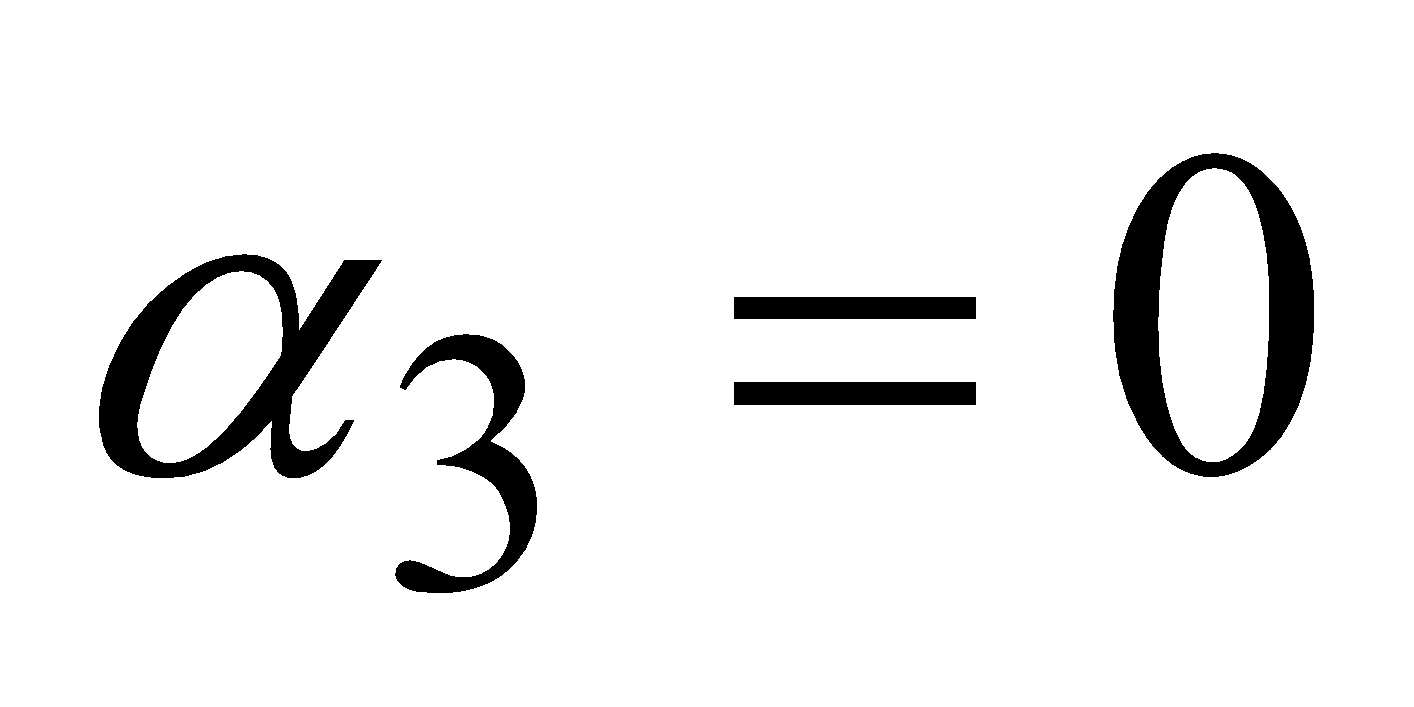 α₃ = 0